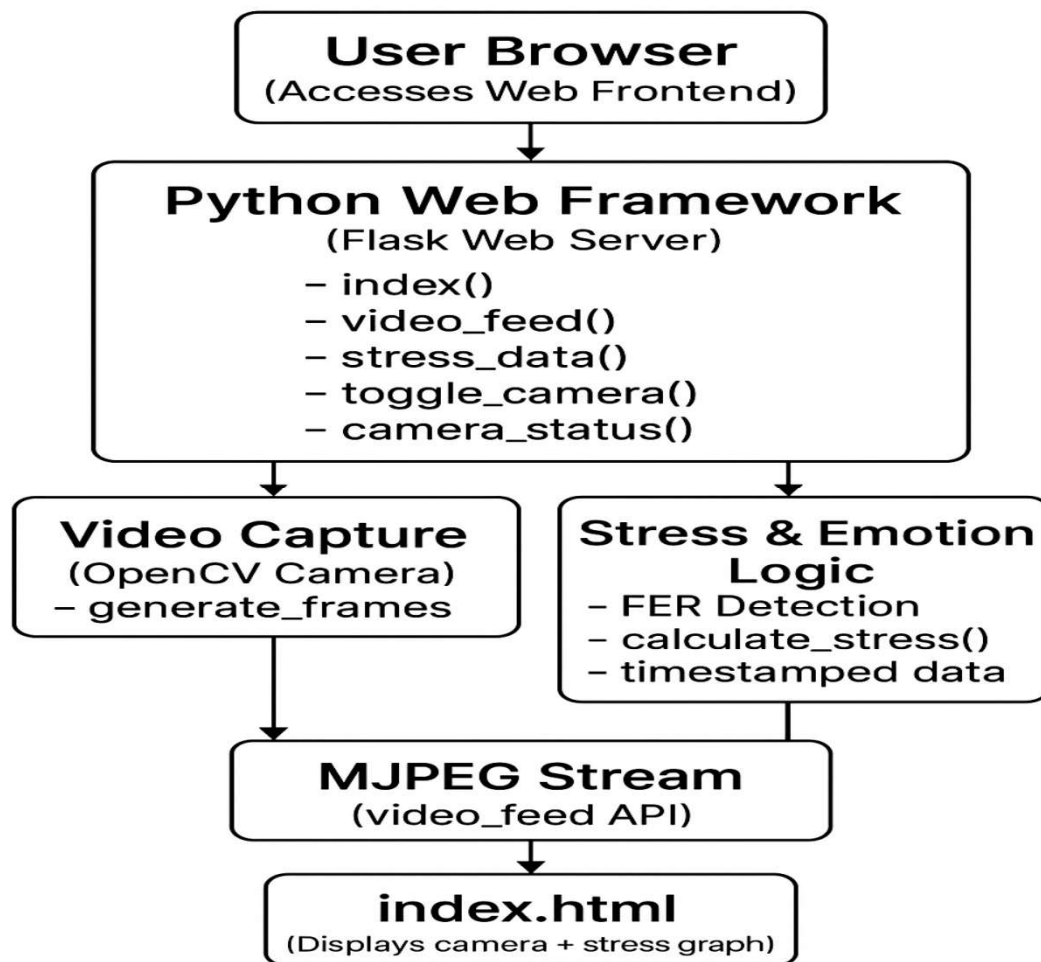 User Browser
(Accesses Web Frontend)
Python Web Framework
(Flask Web Server)
– index()
– video_feed()
– stress_data()
– toggle_camera()
– camera_status()
Video Capture
(OpenCV Camera)
– generate_frames
Stress & Emotion
Logic
– FER Detection
– calculate_stress()
– timestamped data
MJPEG Stream
(video_feed API)
index.html
(Displays camera + stress graph)